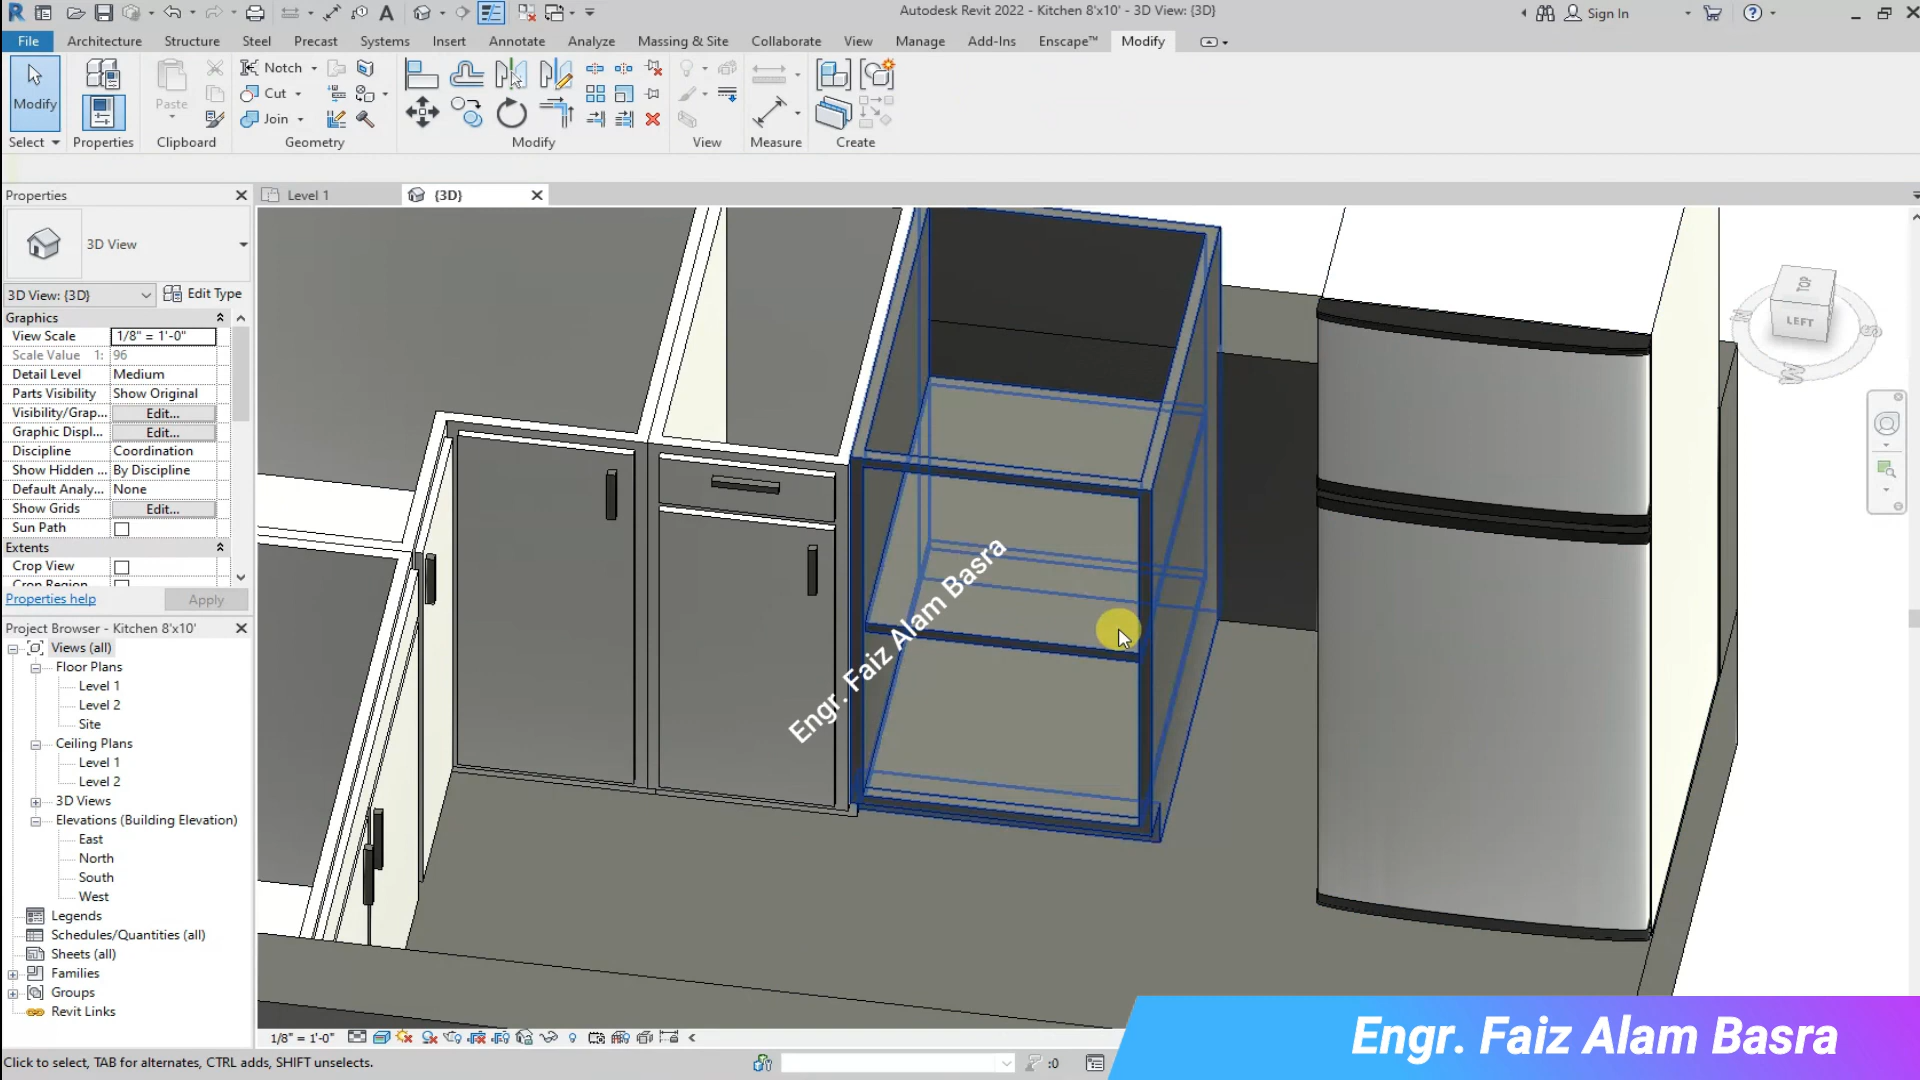 Autodesk Revit 2022 - Kitchen 8'x10' - 3D View: {3D}
Sign In
File
Architecture
Structure
Steel
Precast
Systems
Insert
Annotate
Analyze
Massing & Site
Collaborate
View
Manage
Add-Ins
Enscape™
Modify
Modify
Paste
Notch
Cut
Join
Select
Properties
Clipboard
Geometry
Modify
View
Measure
Create
Properties
Level 1
{3D}
3D View
3D View: {3D}
Edit Type
Graphics
View Scale
1/8" = 1'-0"
Scale Value 1:
96
Detail Level
Medium
Parts Visibility
Show Original
Visibility/Grap...
Edit...
Graphic Displ...
Edit...
Discipline
Coordination
Show Hidden ...
By Discipline
Default Analy...
None
Show Grids
Edit...
Sun Path
Extents
Crop View
Crop Region
Properties help
Apply
Project Browser - Kitchen 8'x10'
Views (all)
Floor Plans
Level 1
Level 2
Site
Ceiling Plans
Level 1
Level 2
3D Views
Elevations (Building Elevation)
East
North
South
West
Legends
Schedules/Quantities (all)
Sheets (all)
Families
Groups
Revit Links
TOP
LEFT
N
W
Engr. Faiz Alam Basra
1/8" = 1'-0"
Click to select, TAB for alternates, CTRL adds, SHIFT unselects.
:0
Engr. Faiz Alam Basra